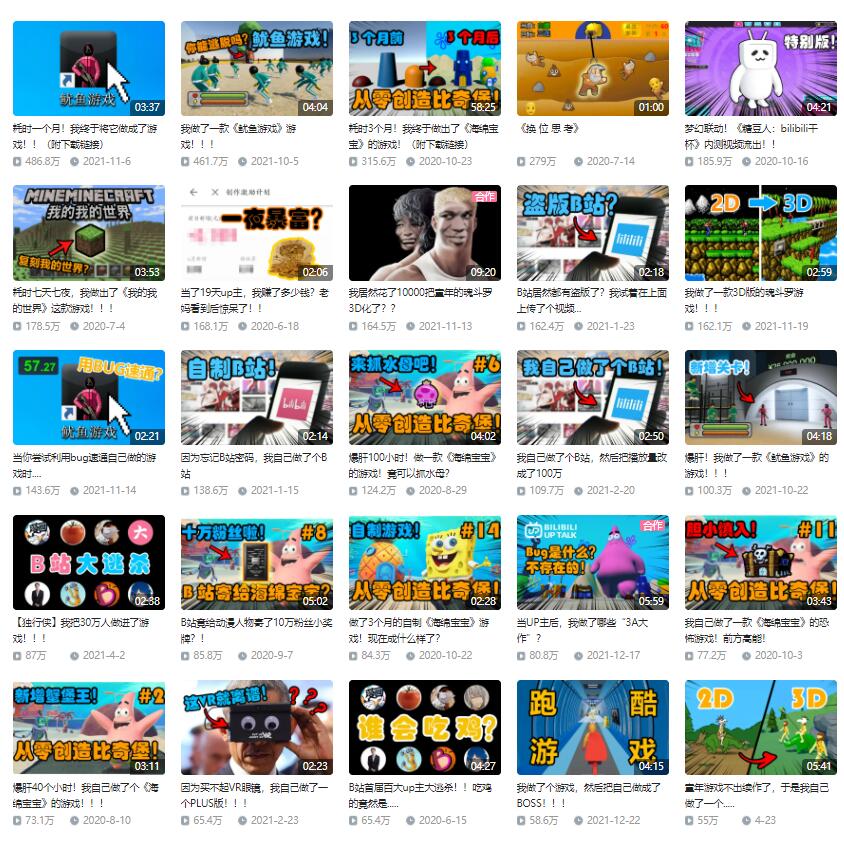 鱿鱼游戏
03:37
耗时一个月！我终于将它做成了游
戏！！（附下载链接）
486.8万 2021-11-6
你能逃脱吗？ 鱿鱼游戏！
04:04
我做了一款《鱿鱼游戏》游
戏！！！
461.7万 2021-10-5
3个月前 3个月后
从零创造比奇堡！
58:25
耗时3个月！我终于做出了《海绵宝
宝》的游戏！（附下载链接）
315.6万 2020-10-23
01:00
《换 位 思 考》
279万 2020-7-14
特别版！
04:21
梦幻联动！《糖豆人：bilibili干
杯》内测视频流出！！
185.9万 2020-10-16
MINEMINECRAFT
我的我的世界
复刻我的世界？
03:53
耗时七天七夜，我做出了《我的我
的世界》这款游戏！！！
178.5万 2020-7-4
创作激励计划
一夜暴富？
02:06
当了19天up主，我赚了多少钱？老
妈看到后惊呆了！！
168.1万 2020-6-18
合作
09:20
我居然花了10000把童年的魂斗罗
3D化了？？
164.5万 2021-11-13
盗版B站？
02:18
B站居然都有盗版了？我试着在上面
上传了个视频...
162.4万 2021-1-23
2D 3D
02:59
我做了一款3D版的魂斗罗游
戏！！！
162.1万 2021-11-19
57.27 用BUG速通？
鱿鱼游戏
02:21
当你尝试利用bug速通自己做的游
戏时....
143.6万 2021-11-14
自制B站！
bilibili
02:14
因为忘记B站密码，我自己做了个B
站
138.6万 2021-1-15
来抓水母吧！ #6
从零创造比奇堡！
04:02
爆肝100小时！做一款《海绵宝宝》
的游戏！竟可以抓水母？
124.2万 2020-8-29
我自己做了个B站！
02:50
我自己做了个B站，然后把播放量改
成了100万
109.7万 2021-2-20
新增关卡！
04:18
爆肝！我做了一款《鱿鱼游戏》的
游戏！！！
100.3万 2021-10-22
大
B站大逃杀
02:38
【独行侠】我把30万人做进了游
戏！！！
87万 2021-4-2
十万粉丝啦！ #8
B站寄给海绵宝宝？
05:02
B站竟给动漫人物寄了10万粉丝小奖
牌？！
85.8万 2020-9-7
自制游戏！ #14
从零创造比奇堡！
02:28
做了3个月的自制《海绵宝宝》游
戏！现在成什么样了？
84.3万 2020-10-22
BILIBILI
UP TALK
合作
Bug是什么？
不存在的！
05:59
当UP主后，我做了哪些“3A大
作”？
80.8万 2021-12-17
胆小慎入！ #11
从零创造比奇堡！
03:43
我自己做了一款《海绵宝宝》的恐
怖游戏！前方高能！
77.2万 2020-10-3
新增蟹堡王！ #2
从零创造比奇堡！
03:11
爆肝40个小时！我自己做了个《海
绵宝宝》的游戏！！！
73.1万 2020-8-10
这VR就离谱！ ？？？
02:23
因为买不起VR眼镜，我自己做了一
个PLUS版！！！
65.4万 2021-2-23
谁会吃鸡？
04:27
B站首届百大up主大逃杀！！吃鸡
的竟然是.....
65.4万 2020-6-15
跑 酷
游 戏
04:15
我做了个游戏，然后把自己做成了
BOSS！！！
58.6万 2021-12-22
2D 3D
05:41
童年游戏不出续作了，于是我自己
做了一个.....
55万 4-23